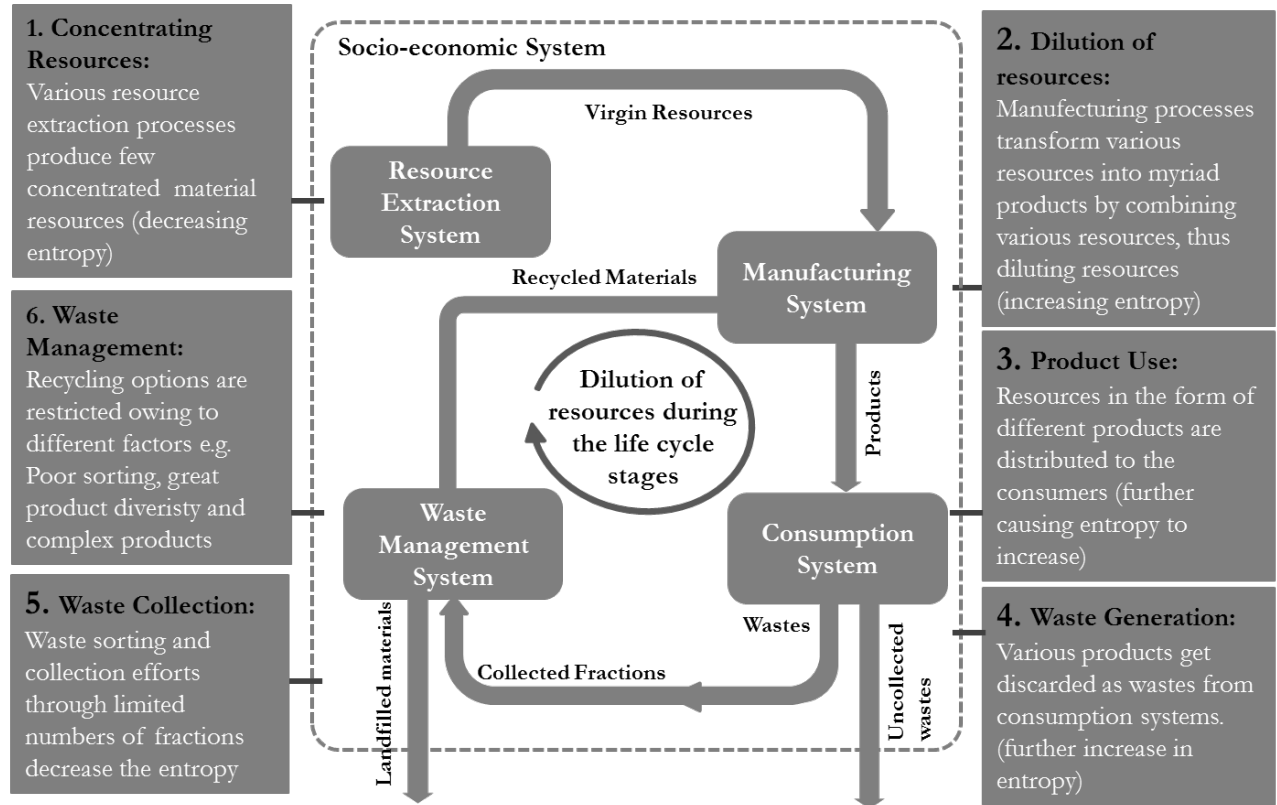 1. Concentrating
Resources:
Various resource
extraction processes
produce few
concentrated material
resources (decreasing
entropy)
6. Waste
Management:
Recycling options are
restricted owing to
different factors e.g.
Poor sorting, great
product diveristy and
complex products
5. Waste Collection:
Waste sorting and
collection efforts
through limited
numbers of fractions
decrease the entropy
Socio-economic System
Virgin Resources
Resource
Extraction
System
Recycled Materials
Manufacturing
System
Dilution of
resources during
the life cycle
stages
Products
Waste
Management
System
Consumption
System
Wastes
Collected Fractions
Landfilled materials
Uncollected
wastes
2. Dilution of
resources:
Manufacturing processes
transform various
resources into myriad
products by combining
various resources, thus
diluting resources
(increasing entropy)
3. Product Use:
Resources in the form of
different products are
distributed to the
consumers (further
causing entropy to
increase)
4. Waste Generation:
Various products get
discarded as wastes from
consumption systems.
(further increase in
entropy)